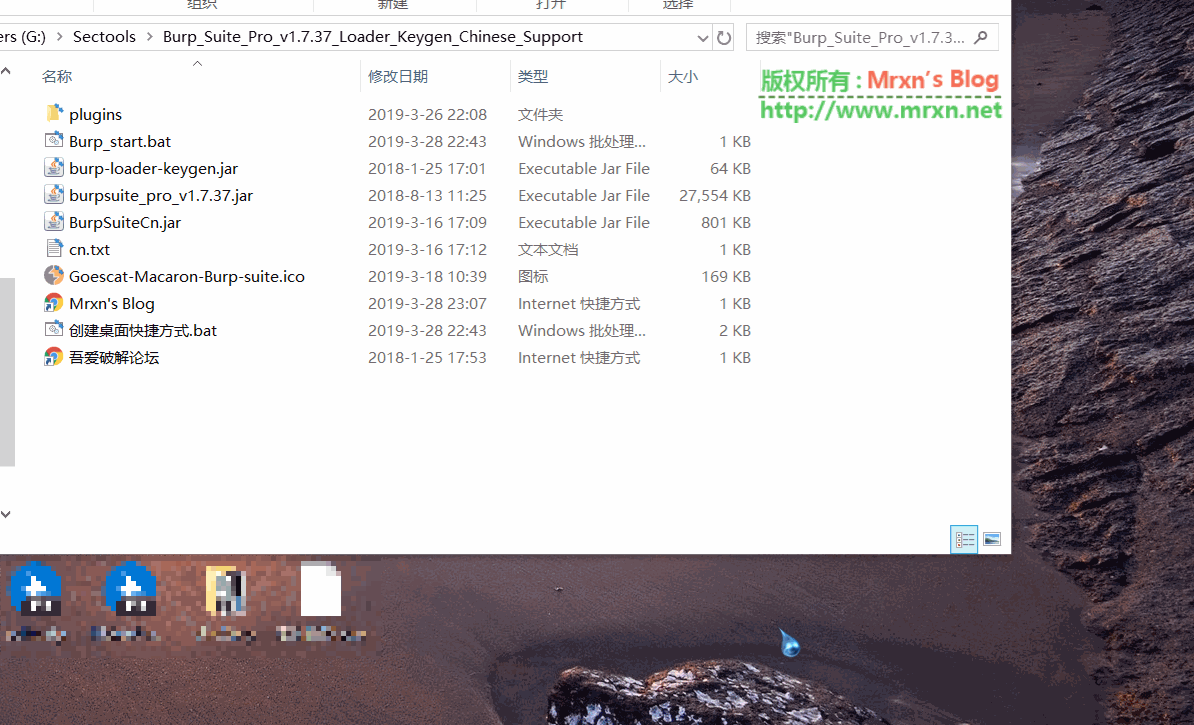 组织 新建 打开 选择
ers (G:) > Sectools > Burp_Suite_Pro_v1.7.37_Loader_Keygen_Chinese_Support 搜索"Burp_Suite_Pro_v1.7.3...
名称 修改日期 类型 大小
版权所有 : Mrxn's Blog
http://www.mrxn.net
plugins 2019-3-26 22:08 文件夹
Burp_start.bat 2019-3-28 22:43 Windows 批处理... 1 KB
burp-loader-keygen.jar 2018-1-25 17:01 Executable Jar File 64 KB
burpsuite_pro_v1.7.37.jar 2018-8-13 11:25 Executable Jar File 27,554 KB
BurpSuiteCn.jar 2019-3-16 17:09 Executable Jar File 801 KB
cn.txt 2019-3-16 17:12 文本文档 1 KB
Goescat-Macaron-Burp-suite.ico 2019-3-18 10:39 图标 169 KB
Mrxn's Blog 2019-3-28 23:07 Internet 快捷方式 1 KB
创建桌面快捷方式.bat 2019-3-28 22:43 Windows 批处理... 2 KB
吾爱破解论坛 2018-1-25 17:53 Internet 快捷方式 1 KB